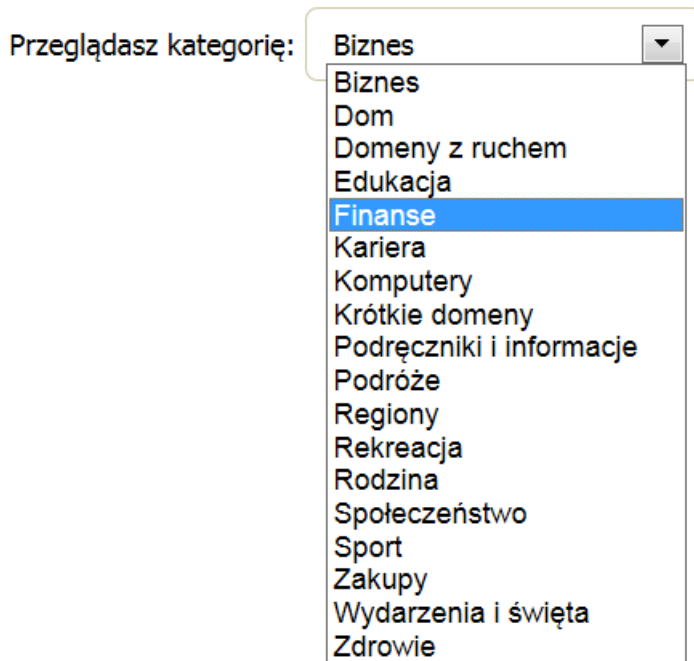 Przeglądasz kategorię: Biznes
Biznes
Dom
Domeny z ruchem
Edukacja
Finanse
Kariera
Komputery
Krótkie domeny
Podręczniki i informacje
Podróże
Regiony
Rekreacja
Rodzina
Społeczeństwo
Sport
Zakupy
Wydarzenia i święta
Zdrowie